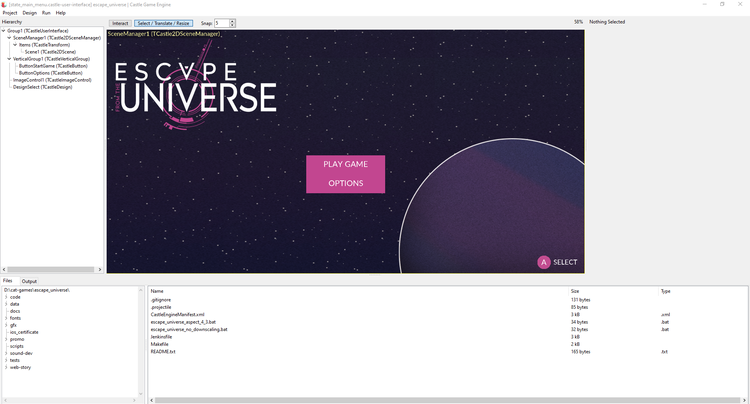 [state_main_menu.castle-user-interface] escape_universe | Castle Game Engine
Project Design Run Help
Hierarchy
Interact Select / Translate / Resize Snap: 5 58% Nothing Selected
Group1 (TCastleUserInterface)
SceneManager1 (TCastle2DSceneManager)
Items (TCastleTransform)
Scene1 (TCastle2DScene)
VerticalGroup1 (TCastleVerticalGroup)
ButtonStartGame (TCastleButton)
ButtonOptions (TCastleButton)
ImageControl1 (TCastleImageControl)
DesignSelect (TCastleDesign)
SceneManager1 (TCastle2DSceneManager)
ESCVPE
FROM THE
UNIVERSE
PLAY GAME
OPTIONS
A SELECT
Files Output
D:\cat-games\escape_universe\
code
data
docs
fonts
gfx
ios_certificate
promo
scripts
sound-dev
tests
web-story
Name Size Type
.gitignore 131 bytes
.projectile 85 bytes
CastleEngineManifest.xml 3 kB .xml
escape_universe_aspect_4_3.bat 34 bytes .bat
escape_universe_no_downscaling.bat 32 bytes .bat
Jenkinsfile 3 kB
Makefile 2 kB
README.txt 165 bytes .txt